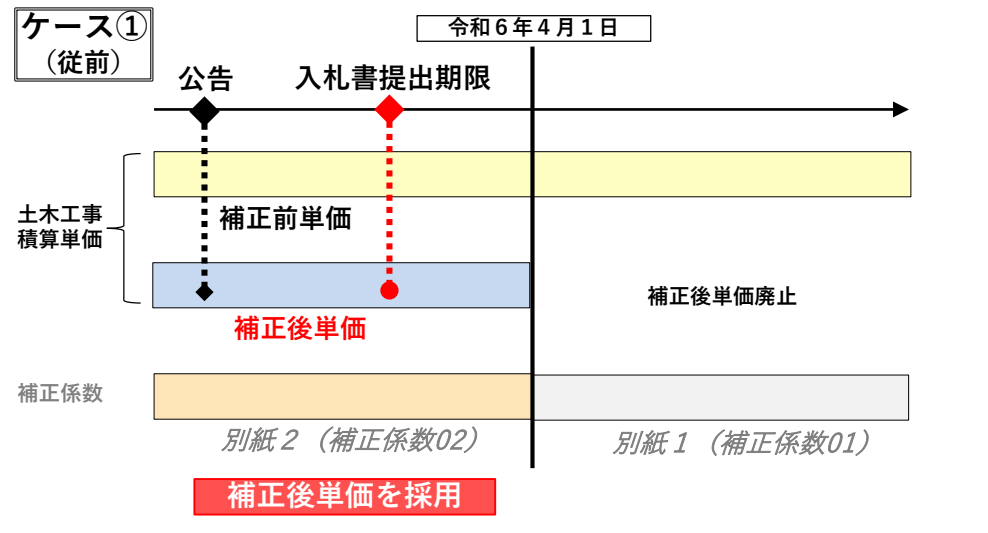 ケース①
（従前）
令和６年４月１日
公告
入札書提出期限
土木工事
積算単価
補正前単価
補正後単価
補正後単価廃止
補正係数
別紙２（補正係数02）
別紙１（補正係数01）
補正後単価を採用